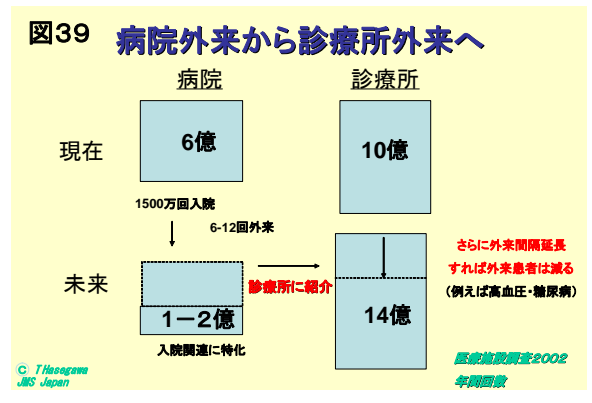 図39 病院外来から診療所外来へ
病院 診療所
現在 6億 10億
1500万回入院
6-12回外来
さらに外来間隔延長
すれば外来患者は減る
(例えば高血圧・糖尿病)
未来 診療所に紹介
1－2億 14億
入院関連に特化
医療施設調査2002
年間回数
© THasegawa
JMS Japan